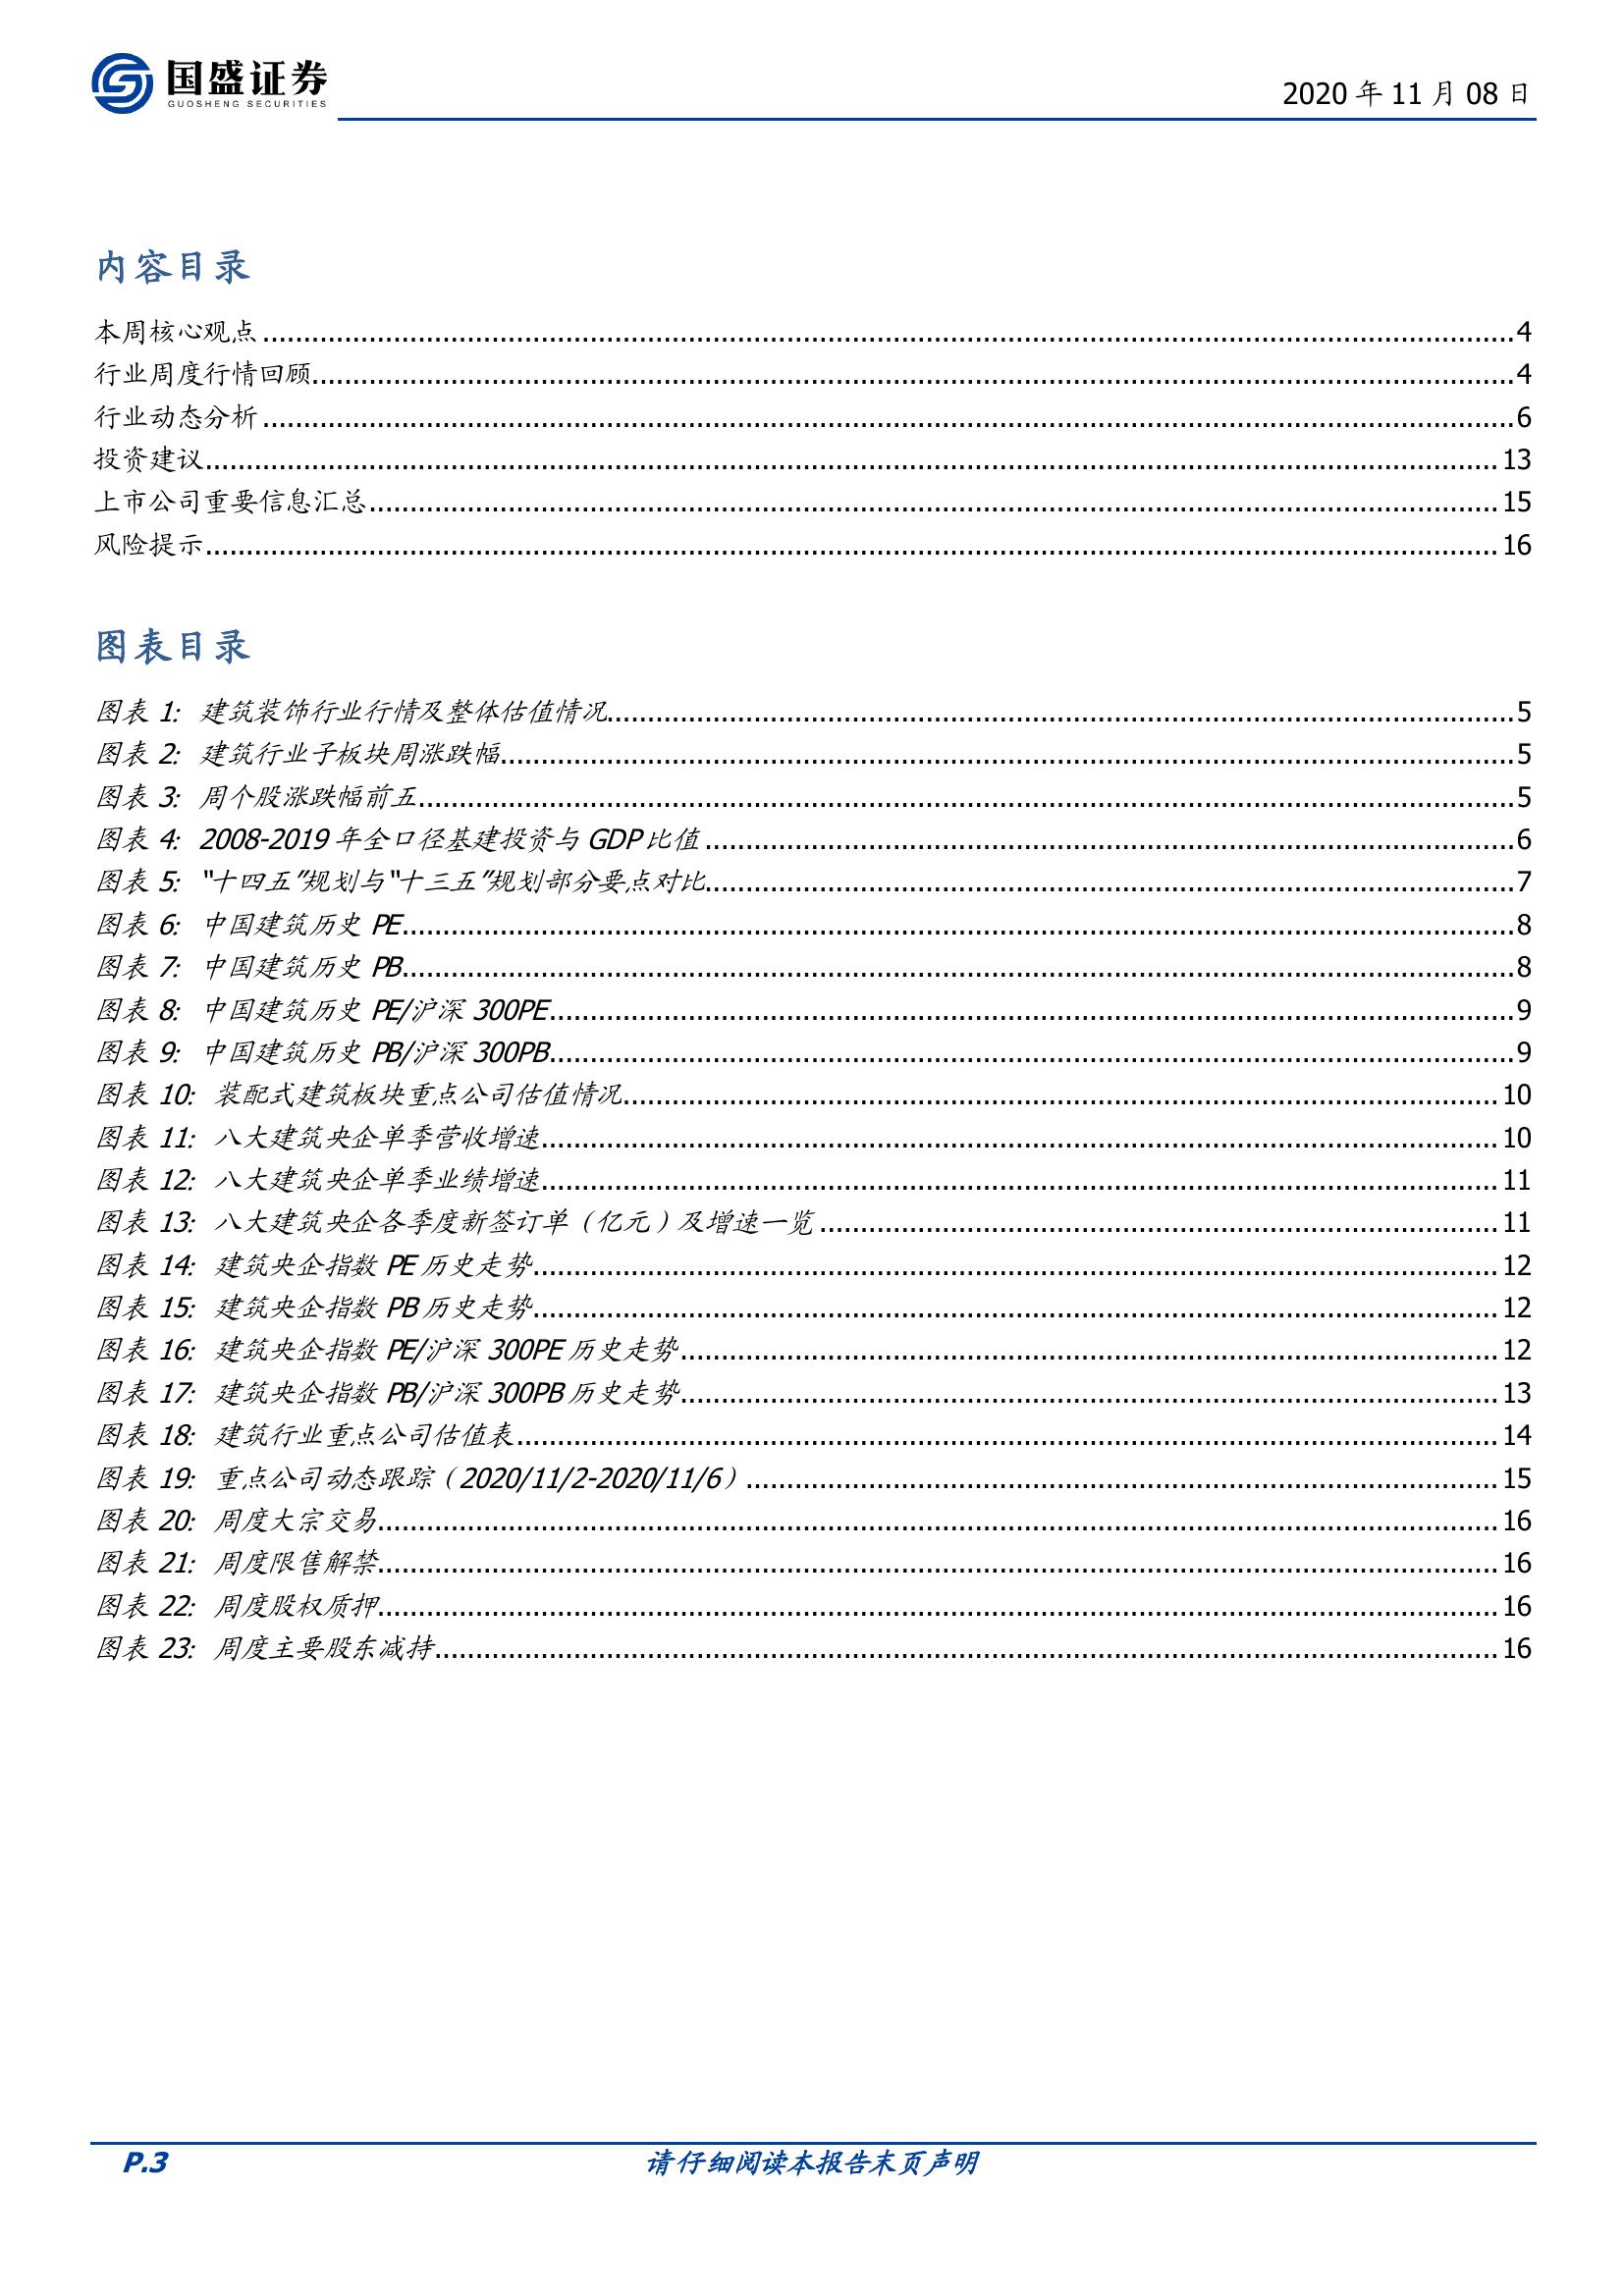 国盛证券
GUOSHENG SECURITIES
2020 年 11 月 08 日
内容目录
本周核心观点 4
行业周度行情回顾 4
行业动态分析 6
投资建议 13
上市公司重要信息汇总 15
风险提示 16
图表目录
图表 1: 建筑装饰行业行情及整体估值情况 5
图表 2: 建筑行业子板块周涨跌幅 5
图表 3: 周个股涨跌幅前五 5
图表 4: 2008-2019 年全口径基建投资与 GDP 比值 6
图表 5: "十四五"规划与"十三五"规划部分要点对比 7
图表 6: 中国建筑历史 PE 8
图表 7: 中国建筑历史 PB 8
图表 8: 中国建筑历史 PE/沪深 300PE 9
图表 9: 中国建筑历史 PB/沪深 300PB 9
图表 10: 装配式建筑板块重点公司估值情况 10
图表 11: 八大建筑央企单季营收增速 10
图表 12: 八大建筑央企单季业绩增速 11
图表 13: 八大建筑央企各季度新签订单（亿元）及增速一览 11
图表 14: 建筑央企指数 PE 历史走势 12
图表 15: 建筑央企指数 PB 历史走势 12
图表 16: 建筑央企指数 PE/沪深 300PE 历史走势 12
图表 17: 建筑央企指数 PB/沪深 300PB 历史走势 13
图表 18: 建筑行业重点公司估值表 14
图表 19: 重点公司动态跟踪（2020/11/2-2020/11/6） 15
图表 20: 周度大宗交易 16
图表 21: 周度限售解禁 16
图表 22: 周度股权质押 16
图表 23: 周度主要股东减持 16
P.3 请仔细阅读本报告末页声明